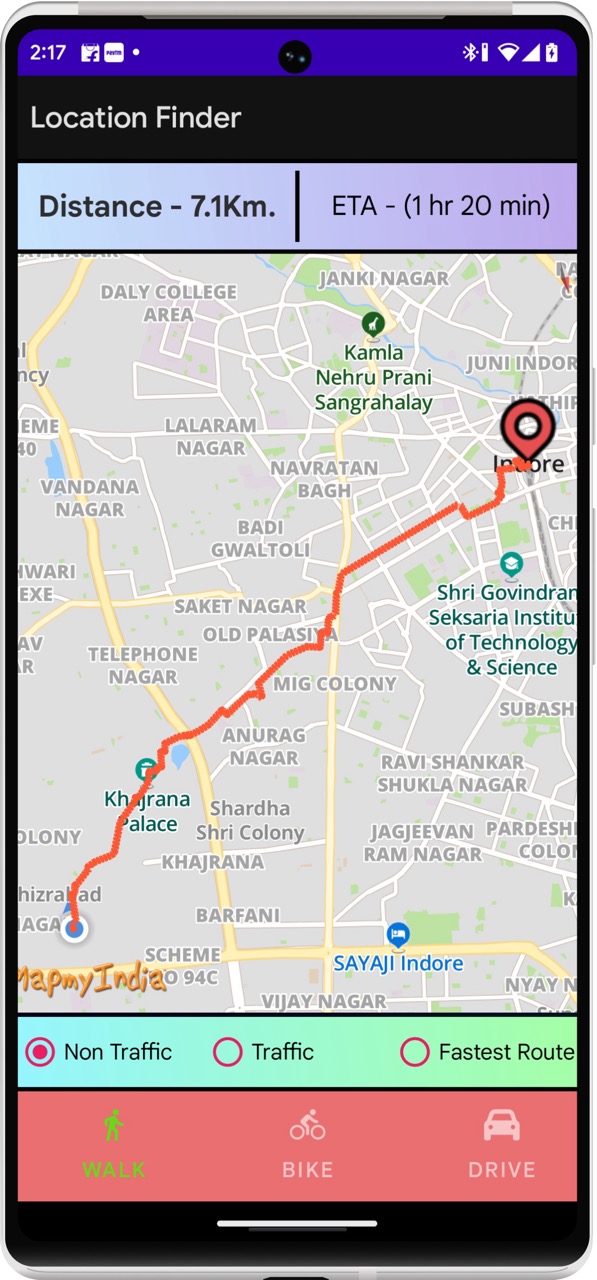 2:17
Location Finder
Distance - 7.1Km.
ETA - (1 hr 20 min)
JANKI NAGAR
DALY COLLEGE
AREA
Kamla
Nehru Prani
Sangrahalay
JUNI INDOR
LALARAM
NAGAR
40
Indore
NAVRATAN
BAGH
VANDANA
NAGAR
BADI
GWALTOLI
Shri Govindram
Seksaria Institu
of Technology
& Science
SAKET NAGAR
OLD PALASIYA
TELEPHONE
NAGAR
MIG COLONY
SUBASH
ANURAG
NAGAR
RAVI SHANKAR
SHUKLA NAGAR
Khajrana
Palace
Shardha
Shri Colony
JAGJEEVAN
RAM NAGAR
PARDESHI
COLON
OLONY
KHAJRANA
hizrabad
NAGA
BARFANI
SCHEME
NO 94C
SAYAJI Indore
MapmyIndia
NYAY N
VIJAY NAGAR
Non Traffic
Traffic
Fastest Route
WALK
BIKE
DRIVE